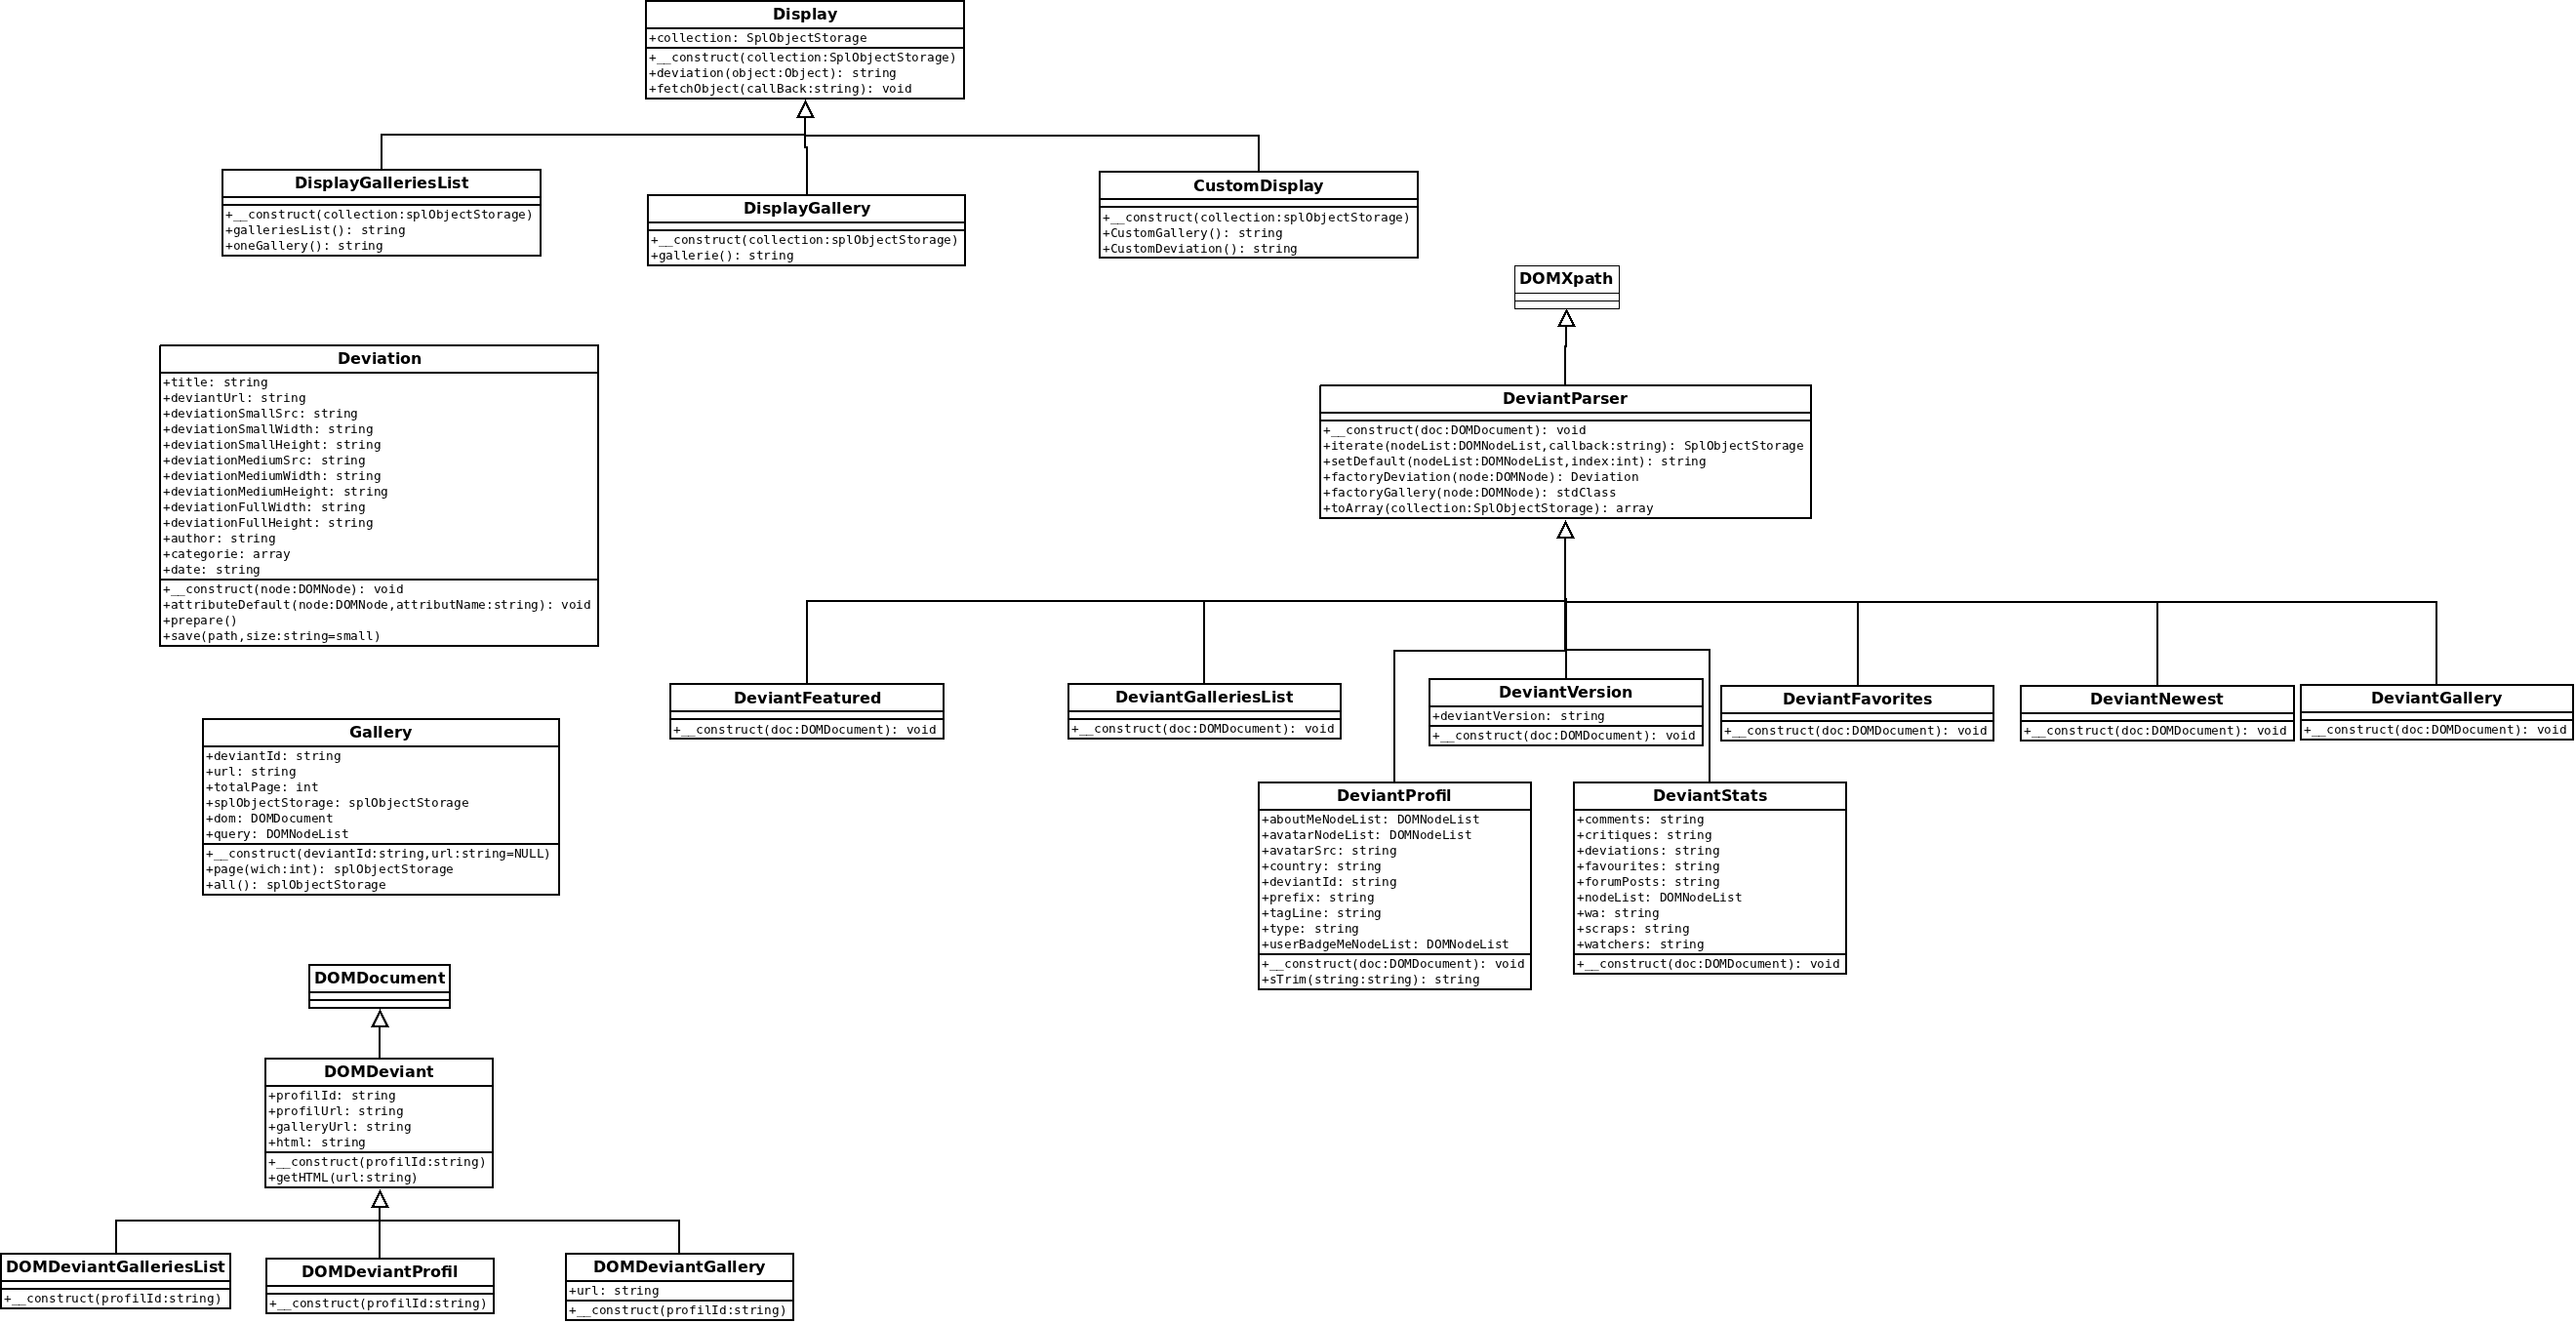 Display
+collection: SplObjectStorage
+__construct(collection:SplObjectStorage)
+deviation(object:Object): string
+fetchObject(callBack:string): void
DisplayGalleriesList
+__construct(collection:splObjectStorage)
+galleriesList(): string
+oneGallery(): string
DisplayGallery
+__construct(collection:splObjectStorage)
+gallerie(): string
CustomDisplay
+__construct(collection:splObjectStorage)
+CustomGallery(): string
+CustomDeviation(): string
DOMXpath
Deviation
+title: string
+deviantUrl: string
+deviationSmallSrc: string
+deviationSmallWidth: string
+deviationSmallHeight: string
+deviationMediumSrc: string
+deviationMediumWidth: string
+deviationMediumHeight: string
+deviationFullWidth: string
+deviationFullHeight: string
+author: string
+categorie: array
+date: string
+__construct(node:DOMNode): void
+attributeDefault(node:DOMNode,attributName:string): void
+prepare()
+save(path,size:string=small)
DeviantParser
+__construct(doc:DOMDocument): void
+iterate(nodeList:DOMNodeList,callback:string): SplObjectStorage
+setDefault(nodeList:DOMNodeList,index:int): string
+factoryDeviation(node:DOMNode): Deviation
+factoryGallery(node:DOMNode): stdClass
+toArray(collection:SplObjectStorage): array
DeviantFeatured
+__construct(doc:DOMDocument): void
DeviantGalleriesList
+__construct(doc:DOMDocument): void
DeviantVersion
+deviantVersion: string
+__construct(doc:DOMDocument): void
DeviantFavorites
+__construct(doc:DOMDocument): void
DeviantNewest
+__construct(doc:DOMDocument): void
DeviantGallery
+__construct(doc:DOMDocument): void
Gallery
+deviantId: string
+url: string
+totalPage: int
+splObjectStorage: splObjectStorage
+dom: DOMDocument
+query: DOMNodeList
+__construct(deviantId:string,url:string=NULL)
+page(wich:int): splObjectStorage
+all(): splObjectStorage
DeviantProfil
+aboutMeNodeList: DOMNodeList
+avatarNodeList: DOMNodeList
+avatarSrc: string
+country: string
+deviantId: string
+prefix: string
+tagLine: string
+type: string
+userBadgeMeNodeList: DOMNodeList
+__construct(doc:DOMDocument): void
+sTrim(string:string): string
DeviantStats
+comments: string
+critiques: string
+deviations: string
+favourites: string
+forumPosts: string
+nodeList: DOMNodeList
+wa: string
+scraps: string
+watchers: string
+__construct(doc:DOMDocument): void
DOMDocument
DOMDeviant
+profilId: string
+profilUrl: string
+galleryUrl: string
+html: string
+__construct(profilId:string)
+getHTML(url:string)
DOMDeviantGalleriesList
+__construct(profilId:string)
DOMDeviantProfil
+__construct(profilId:string)
DOMDeviantGallery
+url: string
+__construct(profilId:string)